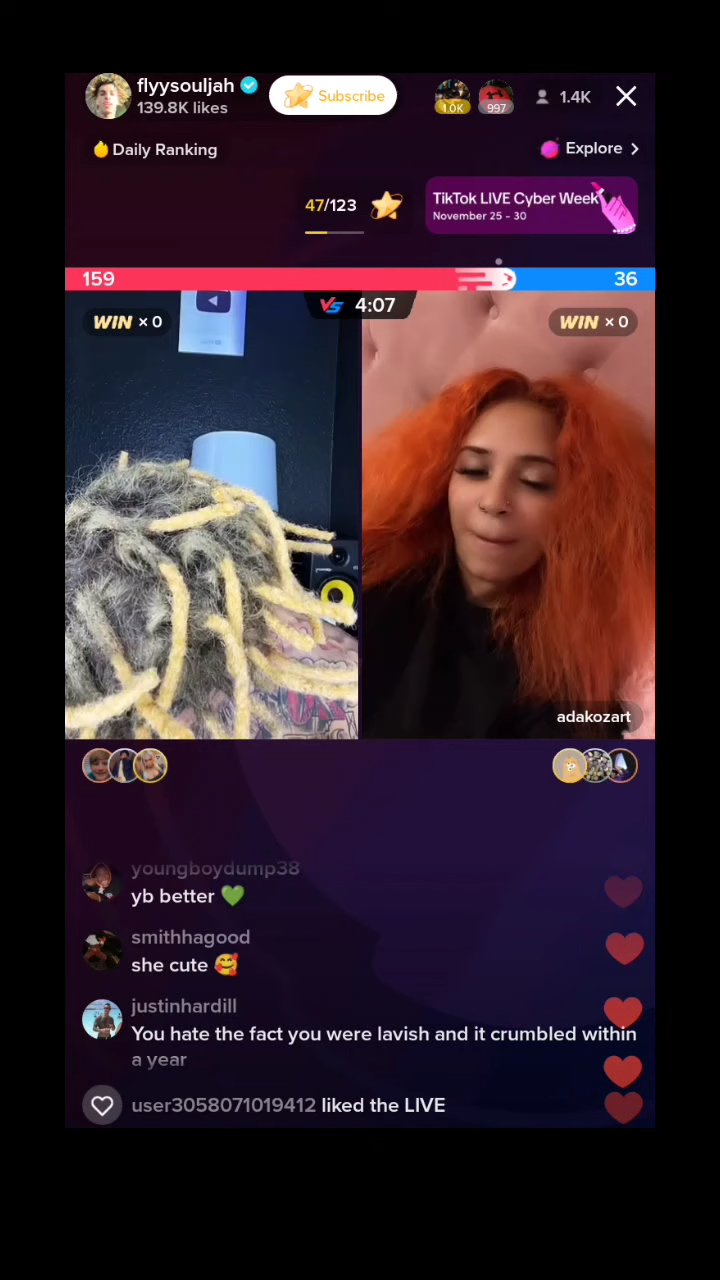 flyysouljah
139.8K likes
Subscribe
1.0K
997
1.4K
Daily Ranking
Explore
47/123
TikTok LIVE Cyber Week
November 25 - 30
159
36
VS 4:07
WIN × 0
WIN × 0
adakozart
youngboydump38
yb better 💚
smithhagood
she cute 🥰
justinhardill
You hate the fact you were lavish and it crumbled within
a year
user3058071019412 liked the LIVE